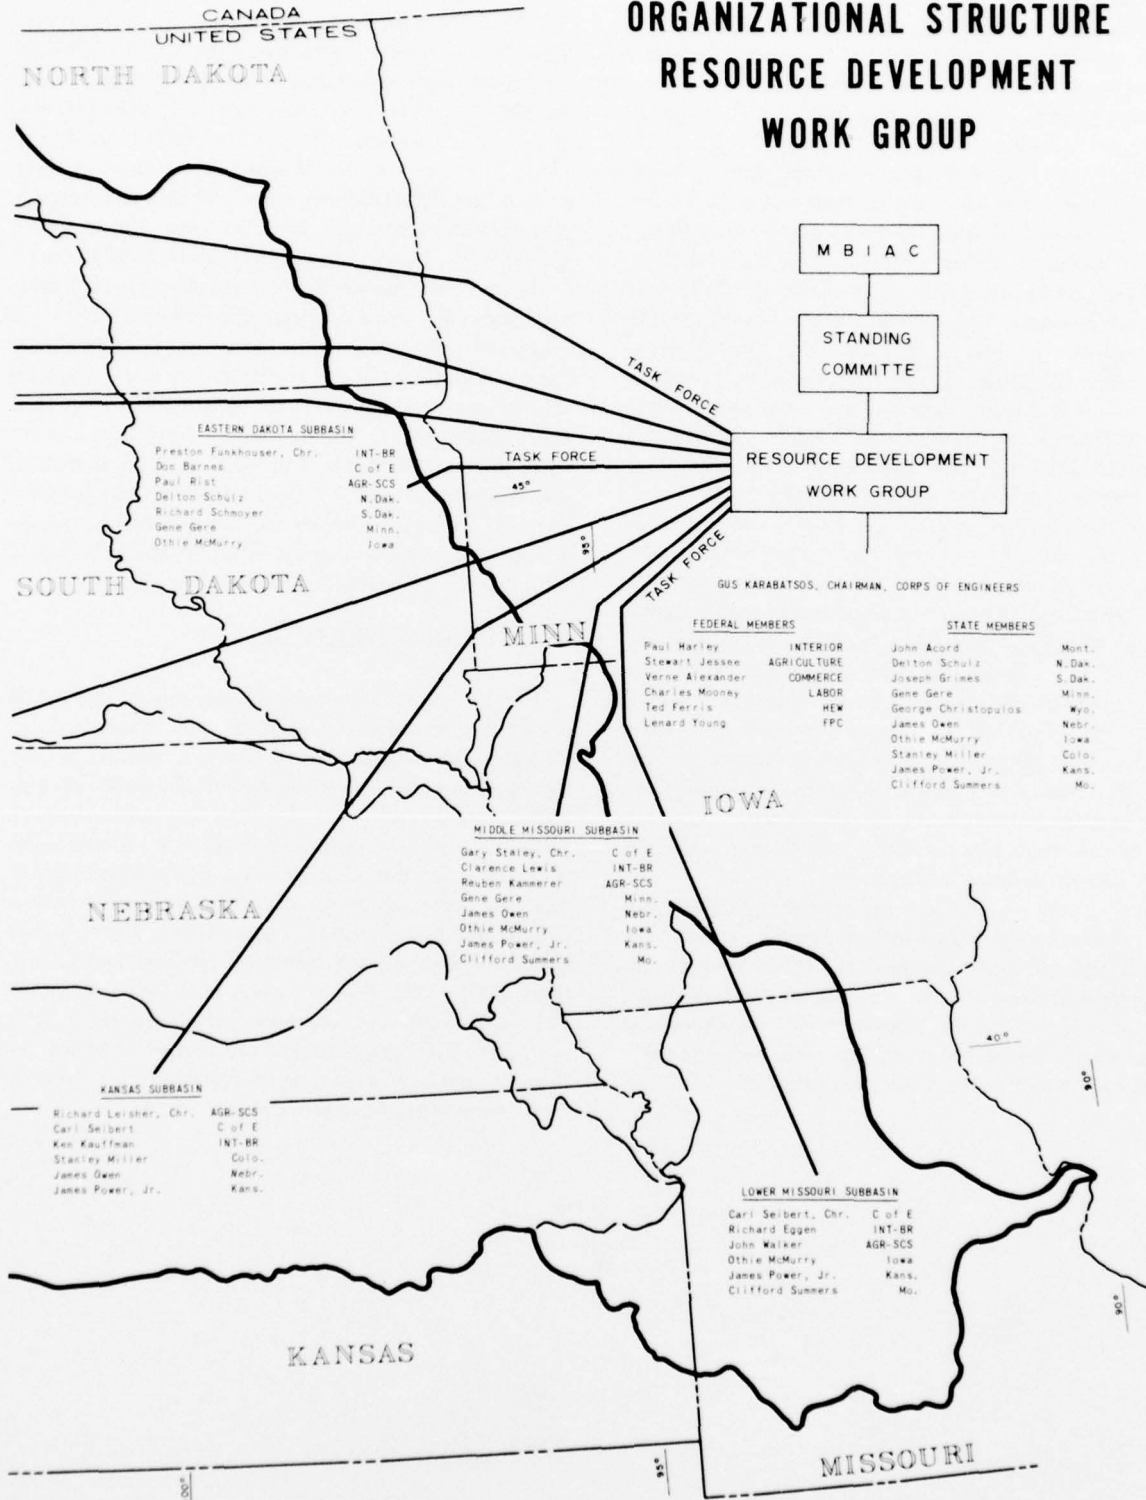 CANADA
UNITED STATES
NORTH DAKOTA
ORGANIZATIONAL STRUCTURE
RESOURCE DEVELOPMENT
WORK GROUP
M B I A C
STANDING
COMMITTE
TASK FORCE
RESOURCE DEVELOPMENT
WORK GROUP
EASTERN DAKOTA SUBBASIN
Preston Funkhouser, Chr. INT-BR
Don Barnes C of E
Paul Rist AGR-SCS
Delton Schulz N.Dak.
Richard Schmoyer S.Dak.
Gene Gere Minn.
Othie McMurry Iowa
TASK FORCE
45°
95°
TASK FORCE
SOUTH DAKOTA
MINN
GUS KARABATSOS, CHAIRMAN, CORPS OF ENGINEERS
FEDERAL MEMBERS
Paul Harley INTERIOR
Stewart Jessee AGRICULTURE
Verne Alexander COMMERCE
Charles Mooney LABOR
Ted Ferris HEW
Lenard Young FPC
STATE MEMBERS
John Acord Mont.
Delton Schulz N.Dak.
Joseph Grimes S.Dak.
Gene Gere Minn.
George Christopulos Wyo.
James Owen Nebr.
Othie McMurry Iowa
Stanley Miller Colo.
James Power, Jr. Kans.
Clifford Summers Mo.
IOWA
MIDDLE MISSOURI SUBBASIN
Gary Staley, Chr. C of E
Clarence Lewis INT-BR
Reuben Kammerer AGR-SCS
Gene Gere Minn.
James Owen Nebr.
Othie McMurry Iowa
James Power, Jr. Kans.
Clifford Summers Mo.
NEBRASKA
40°
90°
KANSAS SUBBASIN
Richard Leisher, Chr. AGR-SCS
Carl Seibert C of E
Ken Kauffman INT-BR
Stanley Miller Colo.
James Owen Nebr.
James Power, Jr. Kans.
LOWER MISSOURI SUBBASIN
Carl Seibert, Chr. C of E
Richard Eggen INT-BR
John Walker AGR-SCS
Othie McMurry Iowa
James Power, Jr. Kans.
Clifford Summers Mo.
90°
KANSAS
MISSOURI
95°
00°